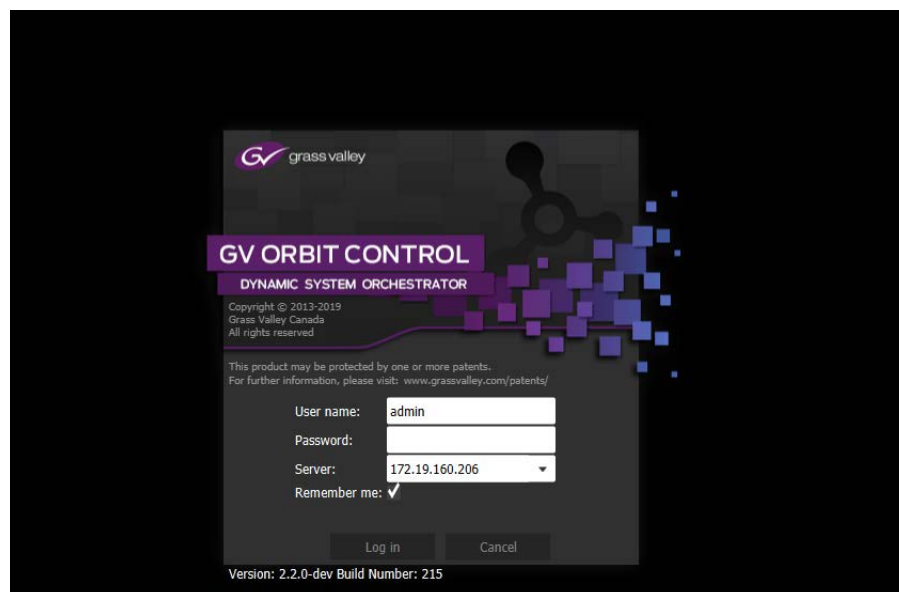 GV grass valley
GV ORBIT CONTROL
DYNAMIC SYSTEM ORCHESTRATOR
Copyright © 2013-2019
Grass Valley Canada
All rights reserved
This product may be protected by one or more patents.
For further information, please visit: www.grassvalley.com/patents/
User name: admin
Password:
Server: 172.19.160.206
Remember me:
Log in Cancel
Version: 2.2.0-dev Build Number: 215